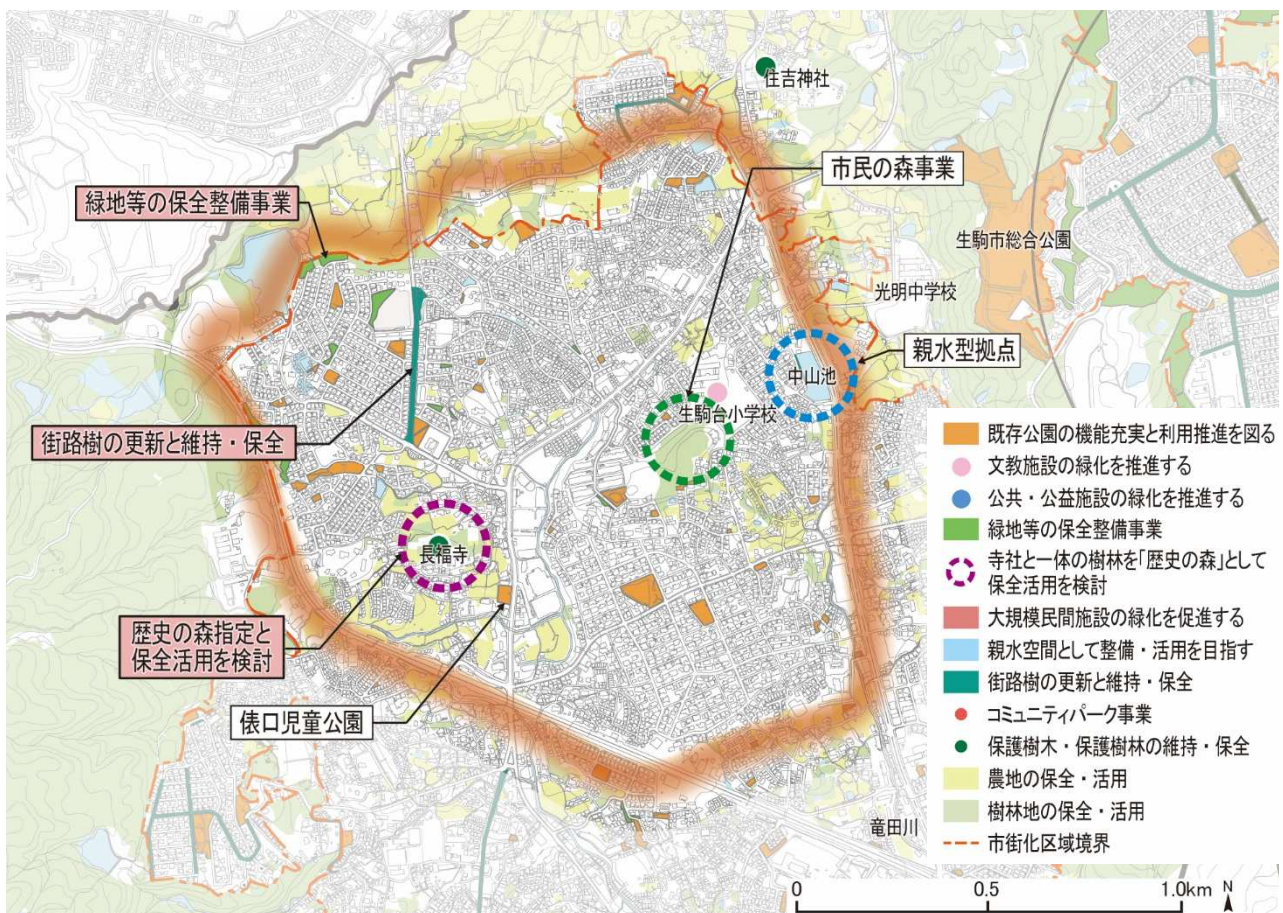 住吉神社
市民の森事業
緑地等の保全整備事業
生駒市総合公園
光明中学校
親水型拠点
中山池
生駒台小学校
街路樹の更新と維持・保全
長福寺
歴史の森指定と
保全活用を検討
俵口児童公園
竜田川
既存公園の機能充実と利用推進を図る
文教施設の緑化を推進する
公共・公益施設の緑化を推進する
緑地等の保全整備事業
寺社と一体の樹林を「歴史の森」として
保全活用を検討
大規模民間施設の緑化を促進する
親水空間として整備・活用を目指す
街路樹の更新と維持・保全
コミュニティパーク事業
保護樹木・保護樹林の維持・保全
農地の保全・活用
樹林地の保全・活用
市街化区域境界
0 0.5 1.0km N